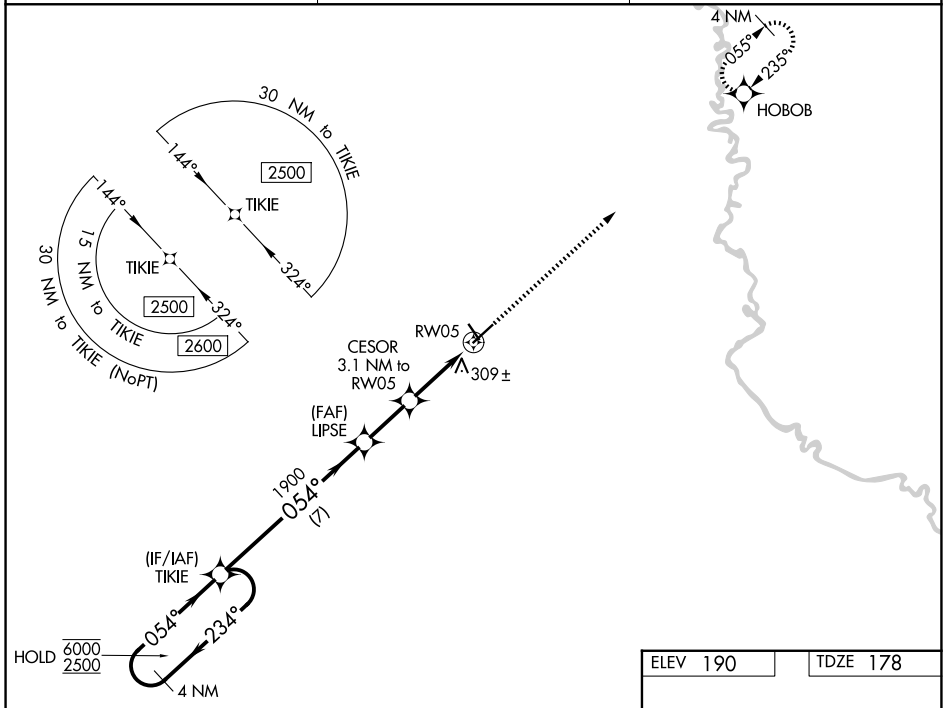 4 NM
055°
235°
HOBOB
30 NM to TIKIE
144°
2500
TIKIE
324°
144°
TIKIE
15 NM to TIKIE
2500
324°
2600
30 NM to TIKIE (NoPT)
RW05
CESOR
3.1 NM to
RW05
309±
(FAF)
LIPSE
1900
054°
(7)
(IF/IAF)
TIKIE
054°
234°
HOLD 6000
2500
4 NM
ELEV 190
TDZE 178